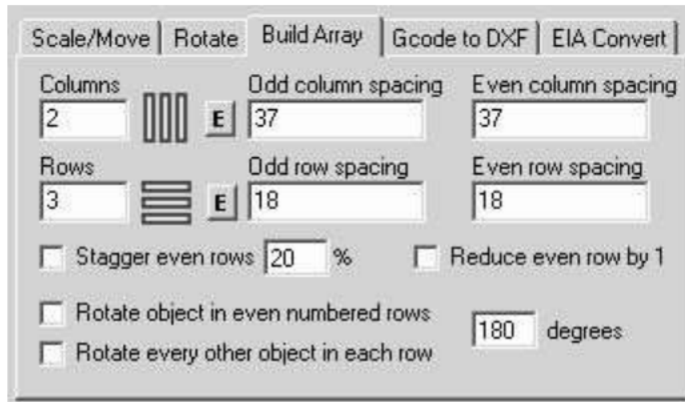 Scale/Move Rotate Build Array Gcode to DXF EIA Convert
Columns Odd column spacing Even column spacing
2 E 37 37
Rows Odd row spacing Even row spacing
3 E 18 18
Stagger even rows 20 % Reduce even row by 1
Rotate object in even numbered rows
180 degrees
Rotate every other object in each row